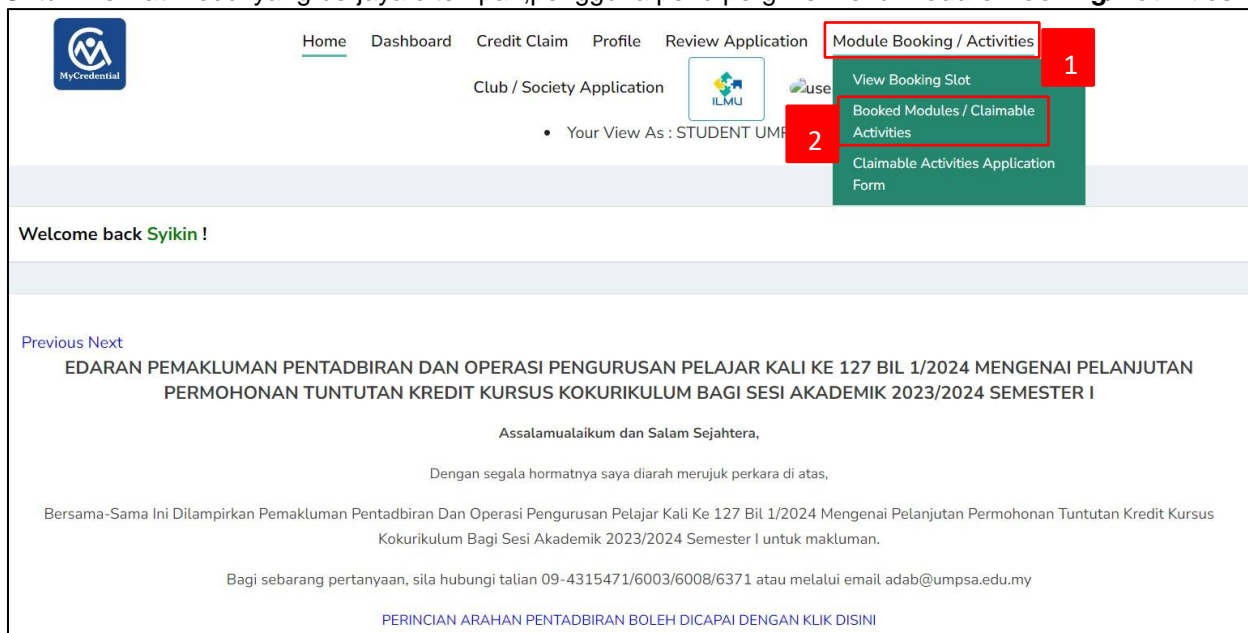 MyCredential
Home Dashboard Credit Claim Profile Review Application Module Booking / Activities
1
Club / Society Application ILMU use
View Booking Slot
Booked Modules / Claimable
Activities
2
Your View As : STUDENT
Claimable Activities Application
Form
Welcome back Syikin !
Previous Next
EDARAN PEMAKLUMAN PENTADBIRAN DAN OPERASI PENGURUSAN PELAJAR KALI KE 127 BIL 1/2024 MENGENAI PELANJUTAN
PERMOHONAN TUNTUTAN KREDIT KURSUS KOKURIKULUM BAGI SESI AKADEMIK 2023/2024 SEMESTER I
Assalamualaikum dan Salam Sejahtera,
Dengan segala hormatnya saya diarah merujuk perkara di atas,
Bersama-Sama Ini Dilampirkan Pemakluman Pentadbiran Dan Operasi Pengurusan Pelajar Kali Ke 127 Bil 1/2024 Mengenai Pelanjutan Permohonan Tuntutan Kredit Kursus
Kokurikulum Bagi Sesi Akademik 2023/2024 Semester I untuk makluman.
Bagi sebarang pertanyaan, sila hubungi talian 09-4315471/6003/6008/6371 atau melalui email adab@umpsa.edu.my
PERINCIAN ARAHAN PENTADBIRAN BOLEH DICAPAI DENGAN KLIK DISINI